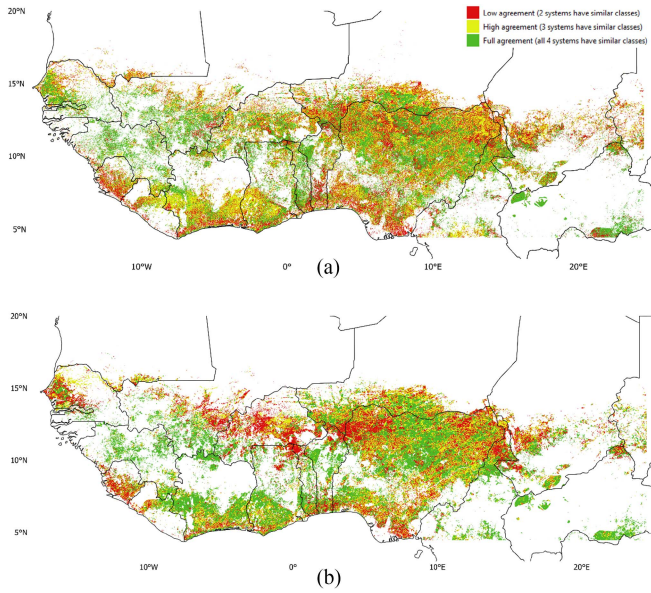 20°N
Low agreement (2 systems have similar classes)
High agreement (3 systems have similar classes)
Full agreement (all 4 systems have similar classes)
15°N
10°N
5°N
10°W 0° 10°E 20°E
(a)
20°N
15°N
10°N
5°N
10°W 0° 10°E 20°E
(b)